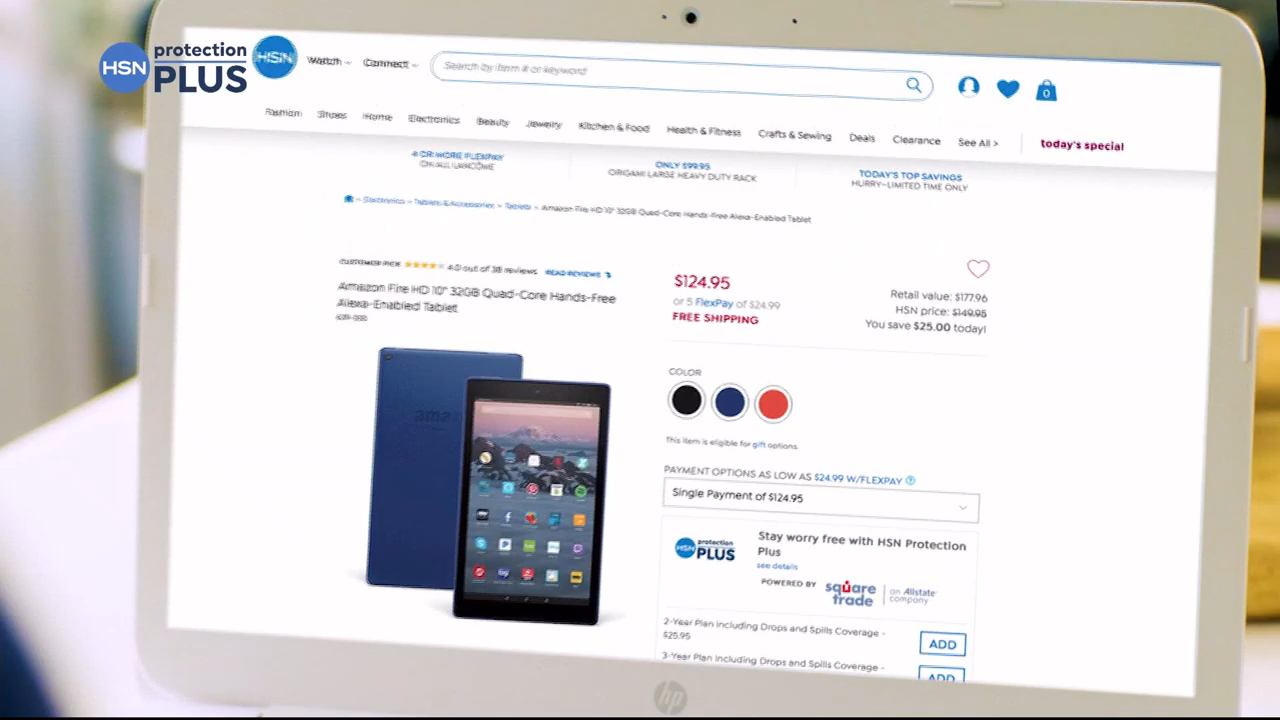 HSN protection PLUS
HSN Watch Connect Search by item # or keyword 0
Fashion Shoes Home Electronics Beauty Jewelry Kitchen & Food Health & Fitness Crafts & Sewing Deals Clearance See All > today's special
4 OR MORE FLEXPAY
ONLY $99.95
ORIGAMI LARGE HEAVY DUTY RACK
TODAY'S TOP SAVINGS
HURRY–LIMITED TIME ONLY
Electronics Tablets & Accessories Tablets Amazon Fire HD 10" 32GB Quad-Core Hands-Free Alexa-Enabled Tablet
CUSTOMER PICK 4.0 out of 38 reviews READ REVIEWS
Amazon Fire HD 10" 32GB Quad-Core Hands-Free
Alexa-Enabled Tablet
amaz
$124.95
or 5 FlexPay of $24.99
FREE SHIPPING
Retail value: $177.96
HSN price: $149.95
You save $25.00 today!
COLOR
This item is eligible for gift options.
PAYMENT OPTIONS AS LOW AS $24.99 W/FLEXPAY ?
Single Payment of $124.95
HSN protection PLUS
Stay worry free with HSN Protection
Plus
see details
POWERED BY square trade | an Allstate company
2-Year Plan Including Drops and Spills Coverage -
$25.95
ADD
3-Year Plan Including Drops and Spills Coverage -
ADD
hp